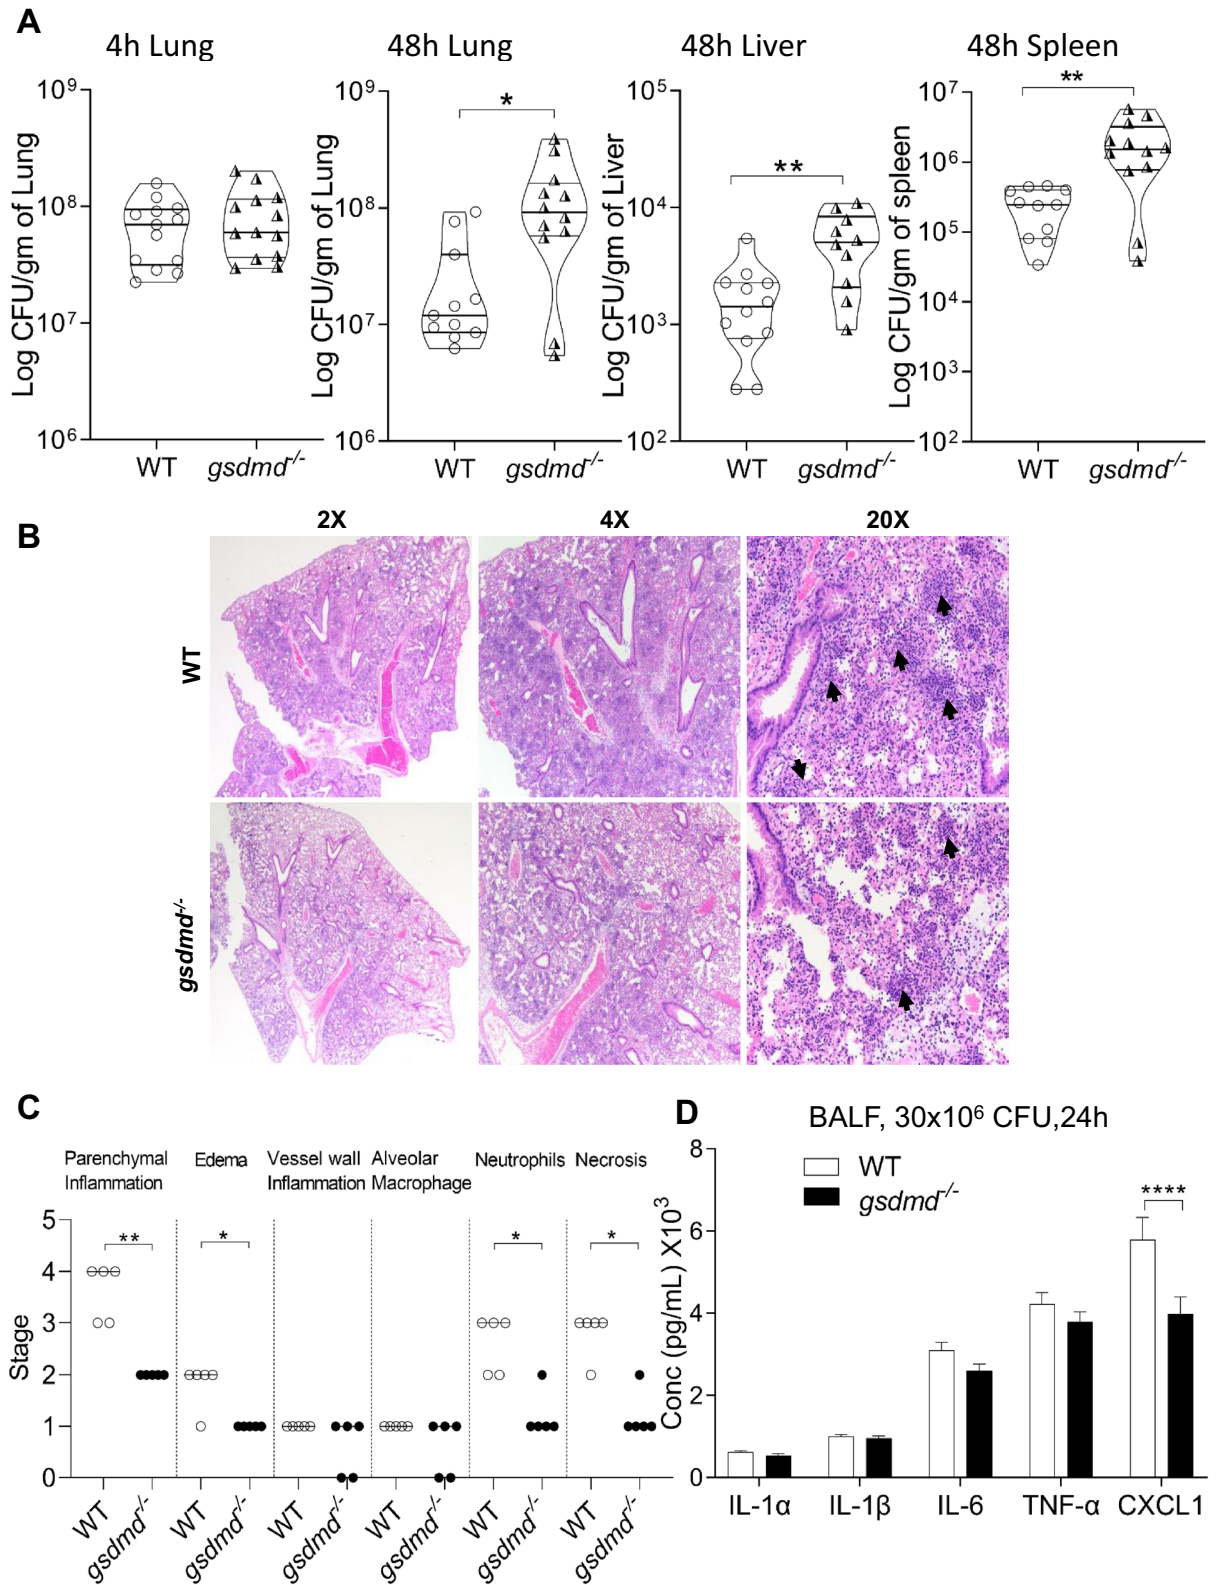 A
4h Lung
48h Lung
48h Liver
48h Spleen
Log CFU/gm of Lung
10⁹
10⁸
10⁷
10⁶
WT
gsdmd⁻/⁻
Log CFU/gm of Lung
10⁹
10⁸
10⁷
10⁶
*
WT
gsdmd⁻/⁻
Log CFU/gm of Liver
10⁵
10⁴
10³
10²
**
WT
gsdmd⁻/⁻
Log CFU/gm of spleen
10⁷
10⁶
10⁵
10⁴
10³
10²
**
WT
gsdmd⁻/⁻
B
2X
4X
20X
WT
gsdmd⁻/⁻
C
Parenchymal
Inflammation
Edema
Vessel wall
Inflammation
Alveolar
Macrophage
Neutrophils
Necrosis
Stage
5
4
3
2
1
0
**
*
*
*
WT
gsdmd⁻/⁻
WT
gsdmd⁻/⁻
WT
gsdmd⁻/⁻
WT
gsdmd⁻/⁻
WT
gsdmd⁻/⁻
WT
gsdmd⁻/⁻
D
BALF, 30x10⁶ CFU,24h
WT
gsdmd⁻/⁻
Conc (pg/mL) X10³
8
6
4
2
0
****
IL-1α
IL-1β
IL-6
TNF-α
CXCL1